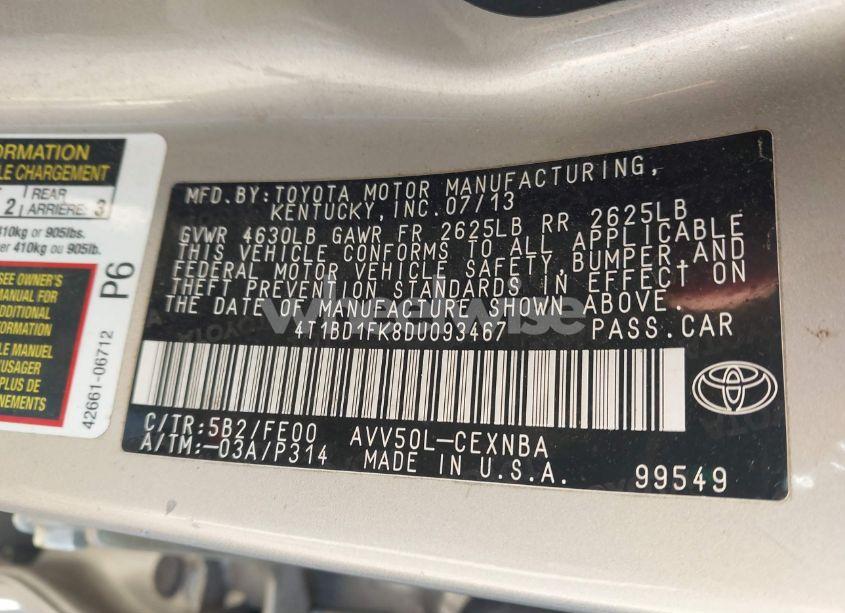 ORMATION
LE CHARGEMENT
2 REAR ARRIÈRE 3
410kg or 905lbs.
er 410kg ou 905lb.
SEE OWNER'S
MANUAL FOR
ADDITIONAL
FORMATION
LE MANUEL
USAGER
PLUS DE
GNEMENTS
P6
42661-06712
MFD.BY:TOYOTA MOTOR MANUFACTURING,
KENTUCKY,INC.07/13
GVWR 4630LB GAWR FR 2625LB RR 2625LB
THIS VEHICLE CONFORMS TO ALL APPLICABLE
FEDERAL MOTOR VEHICLE SAFETY,BUMPER,AND
THEFT PREVENTION STANDARDS IN EFFECT ON
THE DATE OF MANUFACTURE SHOWN ABOVE.
4T1BD1FK8DU093467 PASS.CAR
C/TR:5B2/FE00 AVV50L-CEXNBA
A/TM:-03A/P314 MADE IN U.S.A.
99549